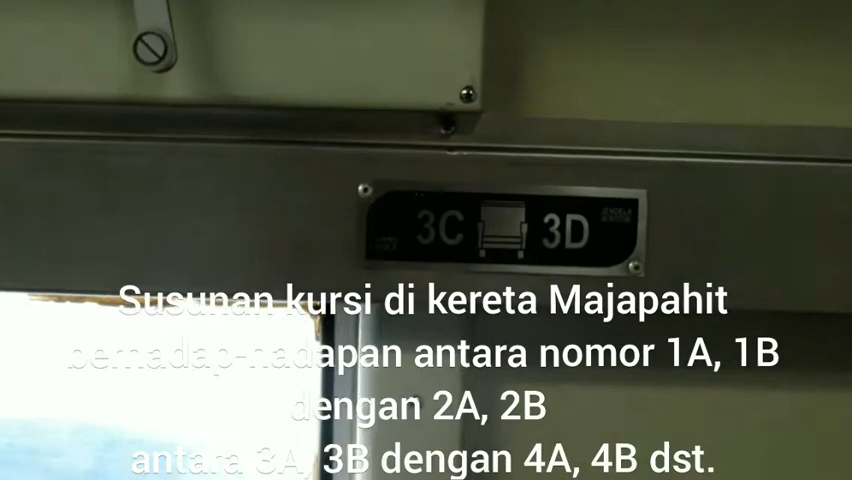 3C 3D
Susunan kursi di kereta Majapahit
berhadap-hadapan antara nomor 1A, 1B
dengan 2A, 2B
antara 3A, 3B dengan 4A, 4B dst.